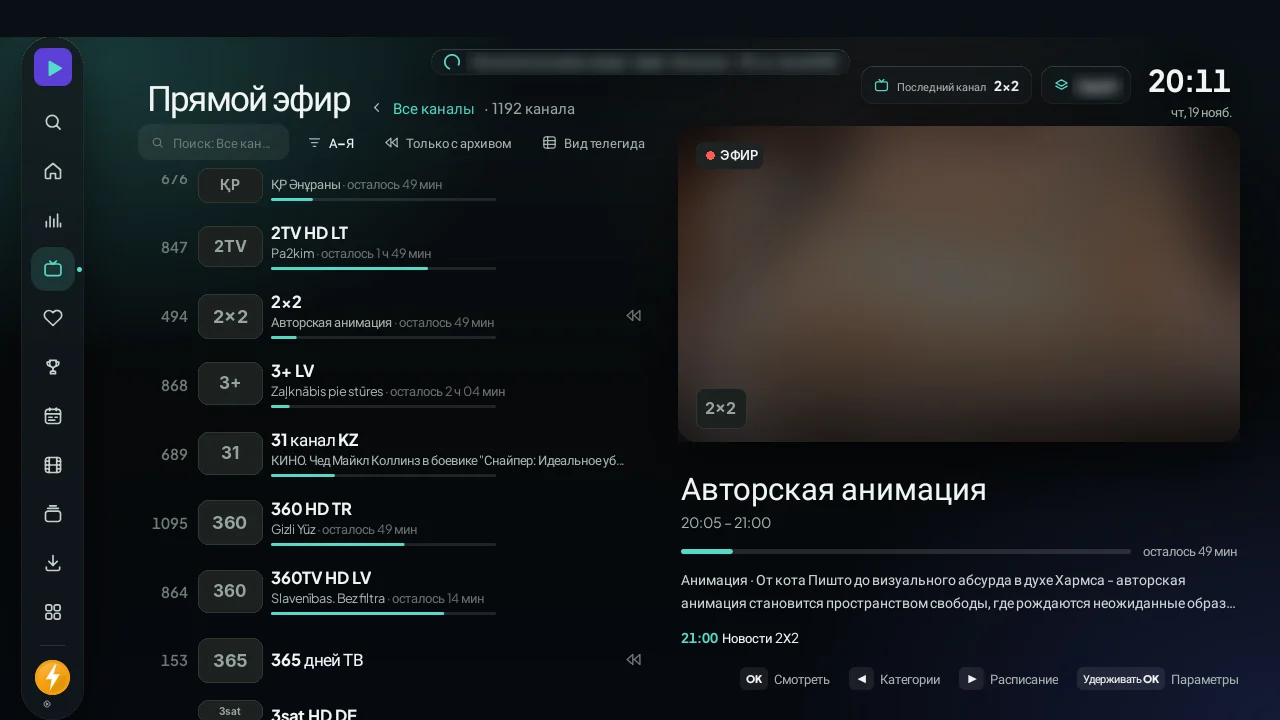 Прямой эфир
Все каналы · 1192 канала
Последний канал 2×2
20:11
чт, 19 нояб.
Поиск: Все кан...
А–Я
Только с архивом
Вид телегида
676
ҚР
ҚР Әнұраны · осталось 49 мин
847
2TV
2TV HD LT
Pa2kim · осталось 1 ч 49 мин
494
2×2
2×2
Авторская анимация · осталось 49 мин
868
3+
3+ LV
Zaļknābis pie stūres · осталось 2 ч 04 мин
689
31
31 канал KZ
КИНО. Чед Майкл Коллинз в боевике "Снайпер: Идеальное уб...
1095
360
360 HD TR
Gizli Yüz · осталось 49 мин
864
360
360TV HD LV
Slavenības. Bez filtra · осталось 14 мин
153
365
365 дней ТВ
3sat
3sat HD DE
ЭФИР
2×2
Авторская анимация
20:05 – 21:00
осталось 49 мин
Анимация · От кота Пишто до визуального абсурда в духе Хармса – авторская
анимация становится пространством свободы, где рождаются неожиданные образ...
21:00 Новости 2X2
OK Смотреть
Категории
Расписание
Удерживать OK Параметры